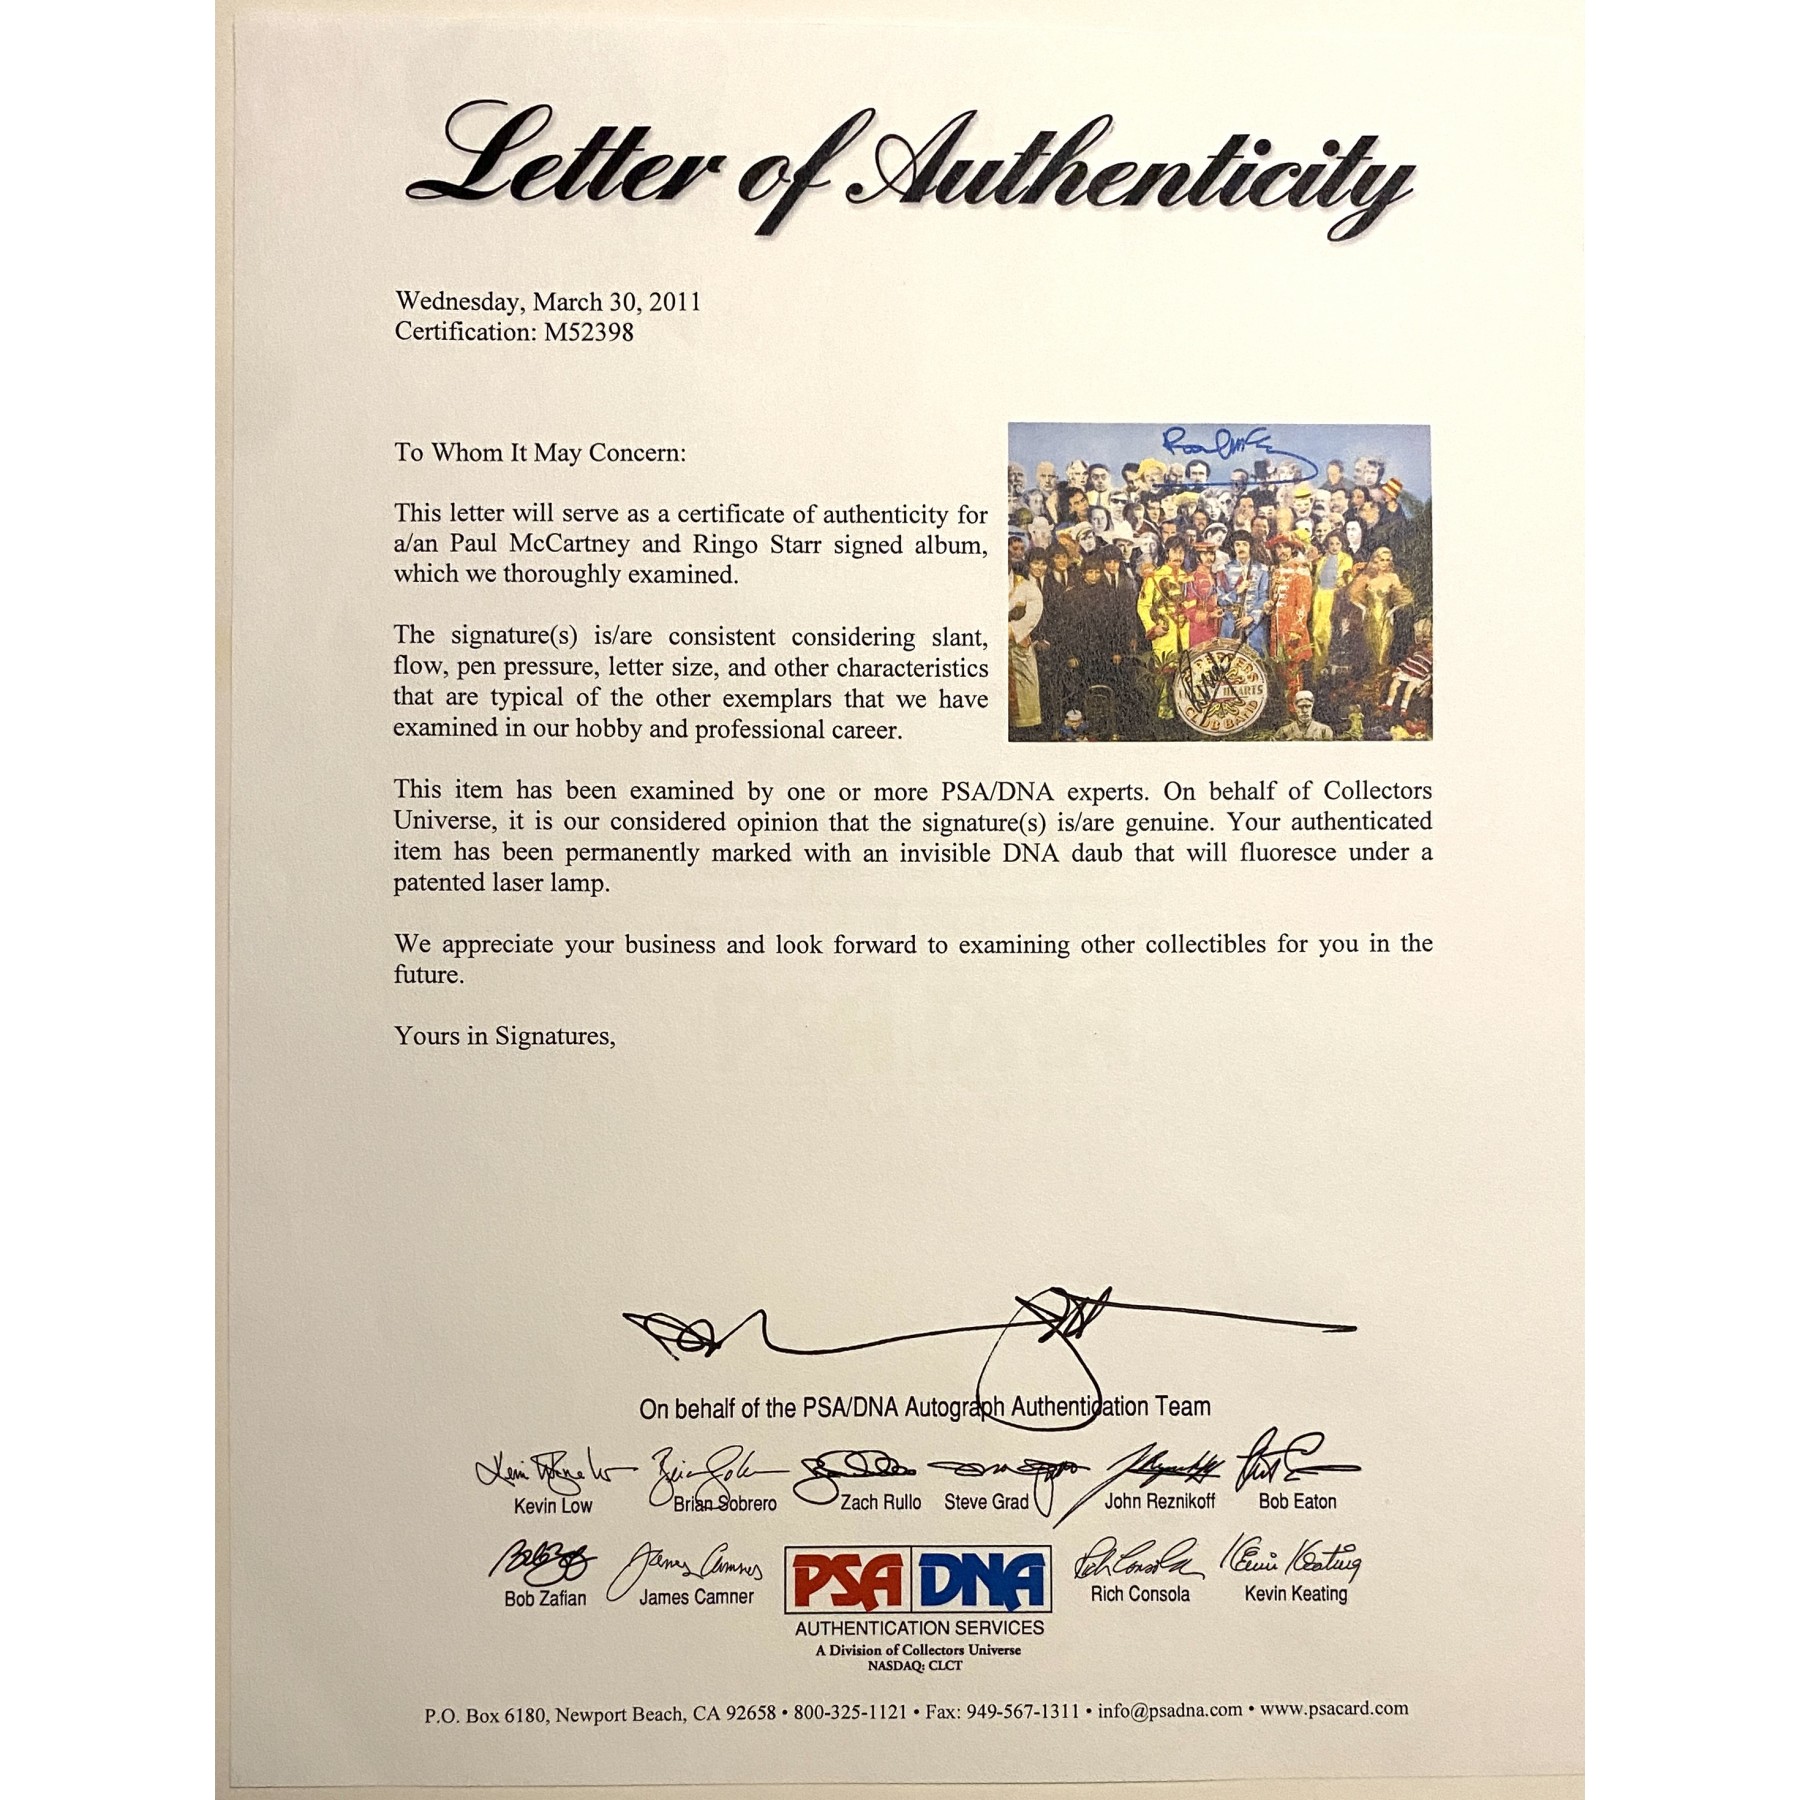 Letter of Authenticity
Wednesday, March 30, 2011
Certification: M52398
To Whom It May Concern:
This letter will serve as a certificate of authenticity for
a/an Paul McCartney and Ringo Starr signed album,
which we thoroughly examined.
The signature(s) is/are consistent considering slant,
flow, pen pressure, letter size, and other characteristics
that are typical of the other exemplars that we have
examined in our hobby and professional career.
This item has been examined by one or more PSA/DNA experts. On behalf of Collectors
Universe, it is our considered opinion that the signature(s) is/are genuine. Your authenticated
item has been permanently marked with an invisible DNA daub that will fluoresce under a
patented laser lamp.
We appreciate your business and look forward to examining other collectibles for you in the
future.
Yours in Signatures,
On behalf of the PSA/DNA Autograph Authentication Team
Kevin Low Brian Sobrero Zach Rullo Steve Grad John Reznikoff Bob Eaton
James Camner Kevin Keating
Bob Zafian James Camner Rich Consola Kevin Keating
PSA DNA
AUTHENTICATION SERVICES
A Division of Collectors Universe
NASDAQ: CLCT
P.O. Box 6180, Newport Beach, CA 92658 • 800-325-1121 • Fax: 949-567-1311 • info@psadna.com • www.psacard.com